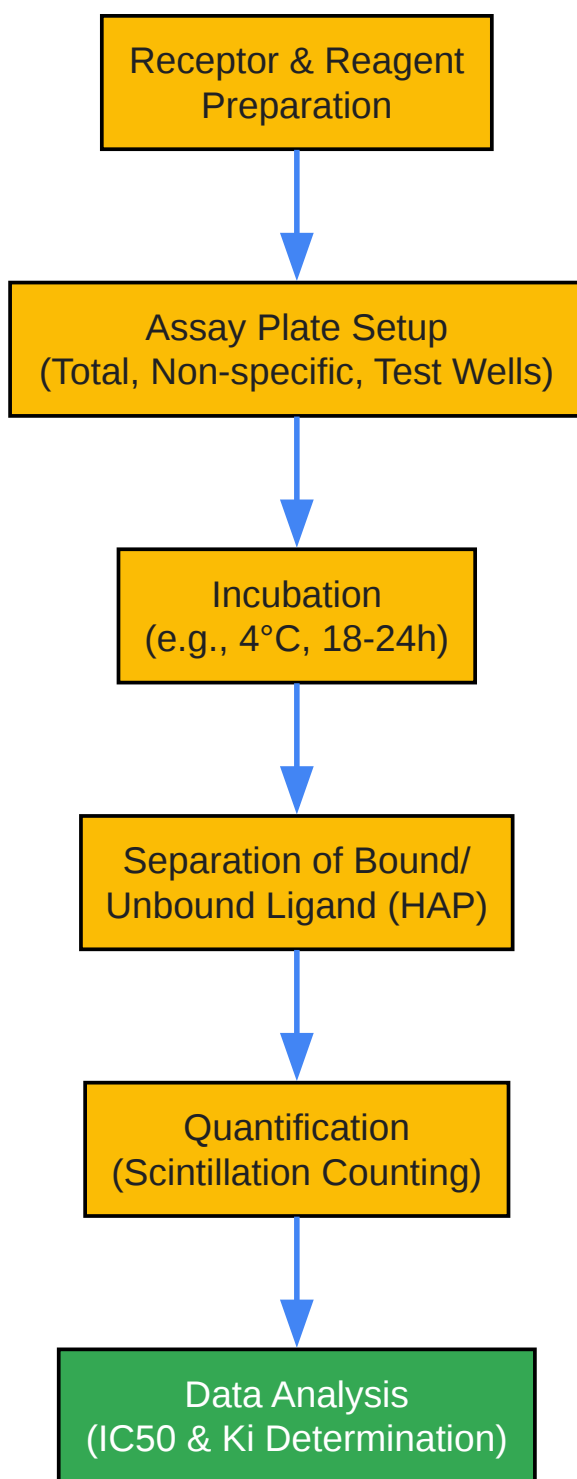 Receptor & Reagent
Preparation
Assay Plate Setup
(Total, Non-specific, Test Wells)
Incubation
(e.g., 4°C, 18-24h)
Separation of Bound/
Unbound Ligand (HAP)
Quantification
(Scintillation Counting)
Data Analysis
(IC50 & Ki Determination)